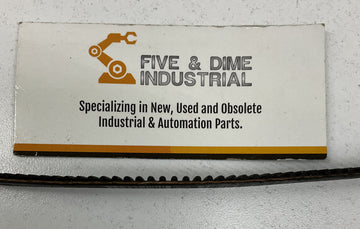 FIVE & DIME
INDUSTRIAL
Specializing in New, Used and Obsolete
Industrial & Automation Parts.